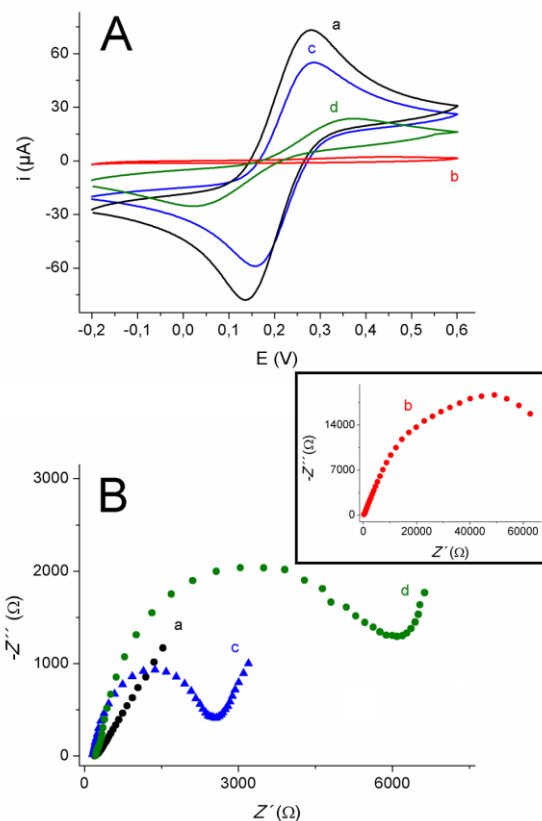 A
a
c
d
b
i (µA)
60
30
0
-30
-60
-0,2 -0,1 0,0 0,1 0,2 0,3 0,4 0,5 0,6
E (V)
b
-Z´´(Ω)
14000
7000
0
0 20000 40000 60000
Z´(Ω)
B
d
a
c
-Z´´ (Ω)
3000
2000
1000
0
0 3000 6000
Z´(Ω)